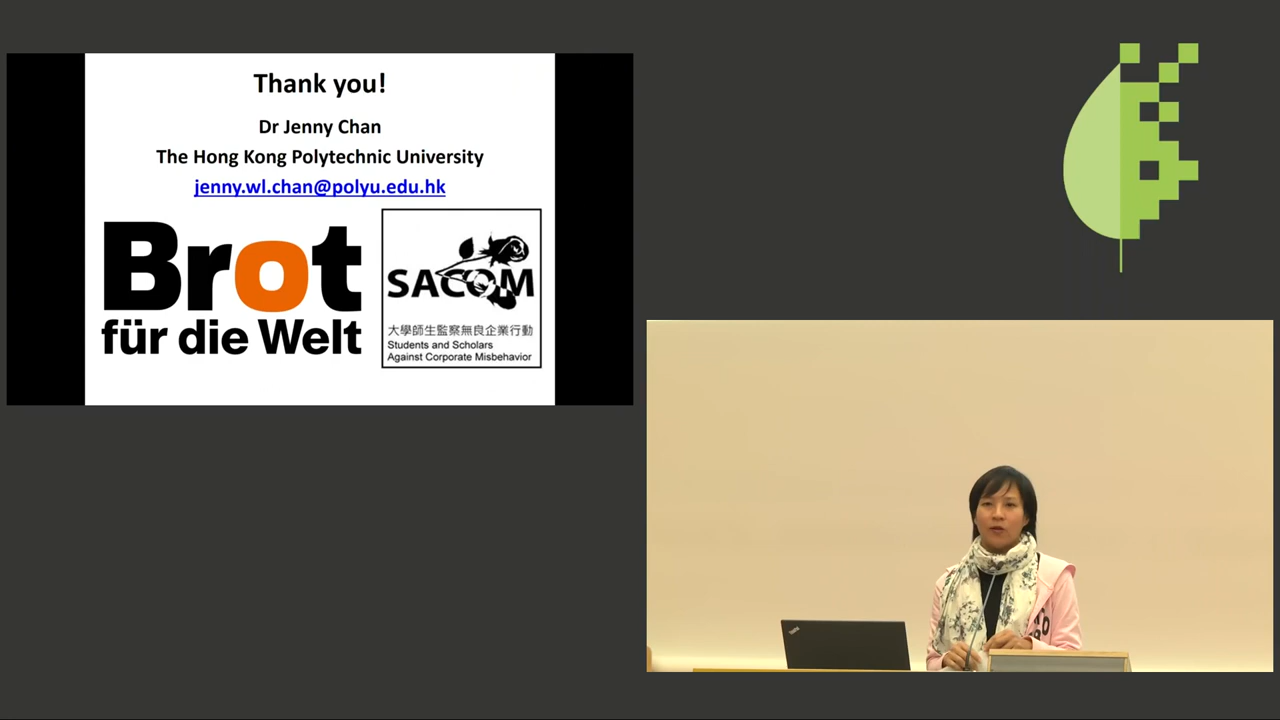 Thank you!
Dr Jenny Chan
The Hong Kong Polytechnic University
jenny.wl.chan@polyu.edu.hk
Brot
für die Welt
SACOM
大學師生監察無良企業行動
Students and Scholars
Against Corporate Misbehavior